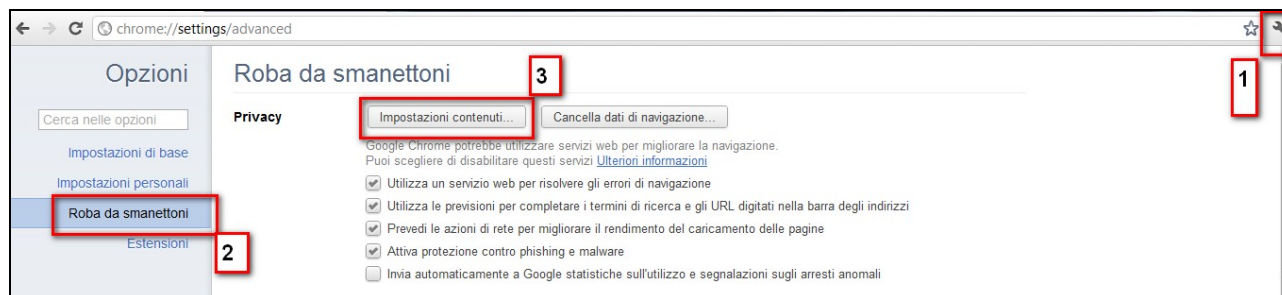 chrome://settings/advanced
1
Opzioni
Roba da smanettoni
3
Cerca nelle opzioni
Privacy
Impostazioni contenuti...
Cancella dati di navigazione...
Google Chrome potrebbe utilizzare servizi web per migliorare la navigazione.
Puoi scegliere di disabilitare questi servizi Ulteriori informazioni
Impostazioni di base
Impostazioni personali
Roba da smanettoni
Estensioni
2
Utilizza un servizio web per risolvere gli errori di navigazione
Utilizza le previsioni per completare i termini di ricerca e gli URL digitati nella barra degli indirizzi
Prevedi le azioni di rete per migliorare il rendimento del caricamento delle pagine
Attiva protezione contro phishing e malware
Invia automaticamente a Google statistiche sull'utilizzo e segnalazioni sugli arresti anomali